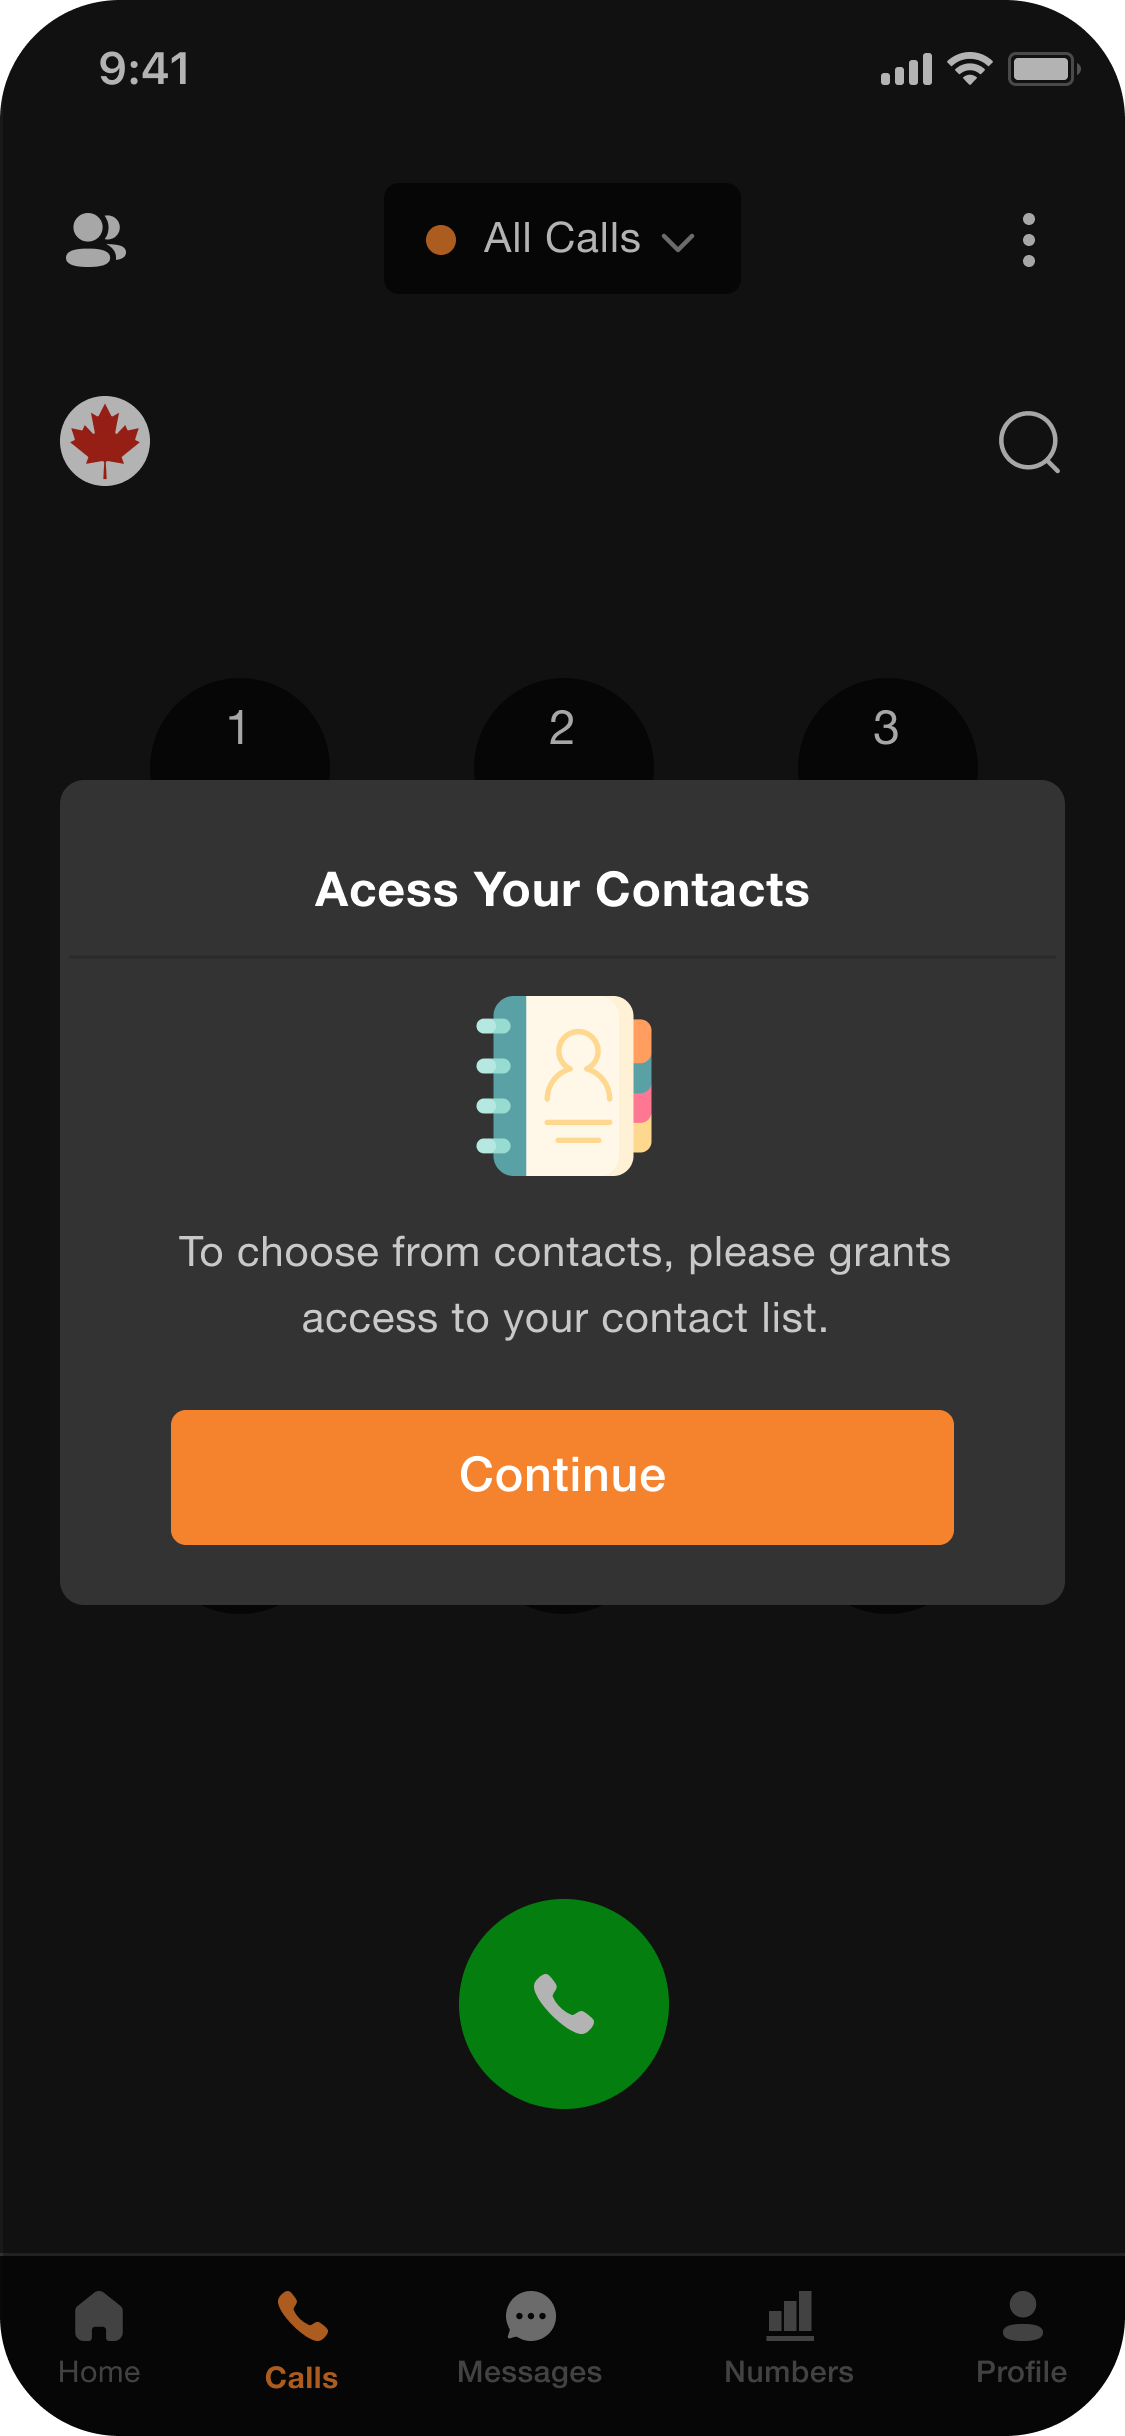 9:41
All Calls
1 2 3
Acess Your Contacts
To choose from contacts, please grants
access to your contact list.
Continue
Home Calls Messages Numbers Profile